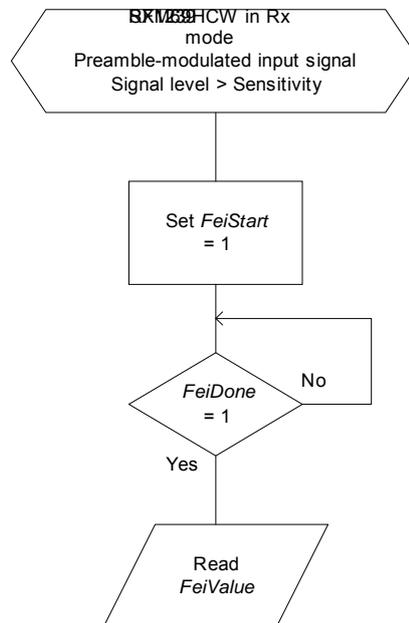 in Rx
mode
Preamble-modulated input signal
Signal level > Sensitivity
Set FeiStart
= 1
FeiDone
= 1
No
Yes
Read
FeiValue